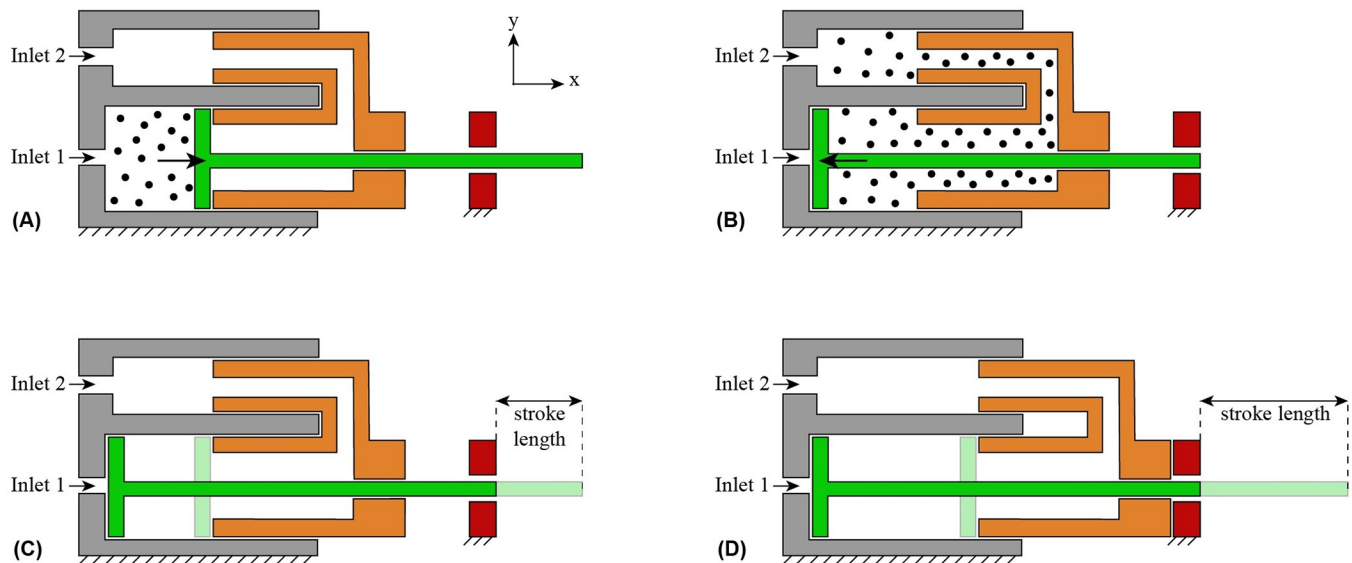 y
x
Inlet 2
Inlet 1
(A)
Inlet 2
Inlet 1
(B)
Inlet 2
stroke
length
Inlet 1
(C)
Inlet 2
stroke length
Inlet 1
(D)